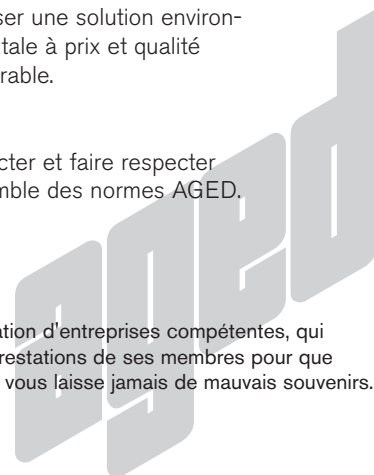 ser une solution environ-
tale à prix et qualité
rable.
cter et faire respecter
mble des normes AGED.
ation d'entreprises compétentes, qui
restations de ses membres pour que
vous laisse jamais de mauvais souvenirs.
aged